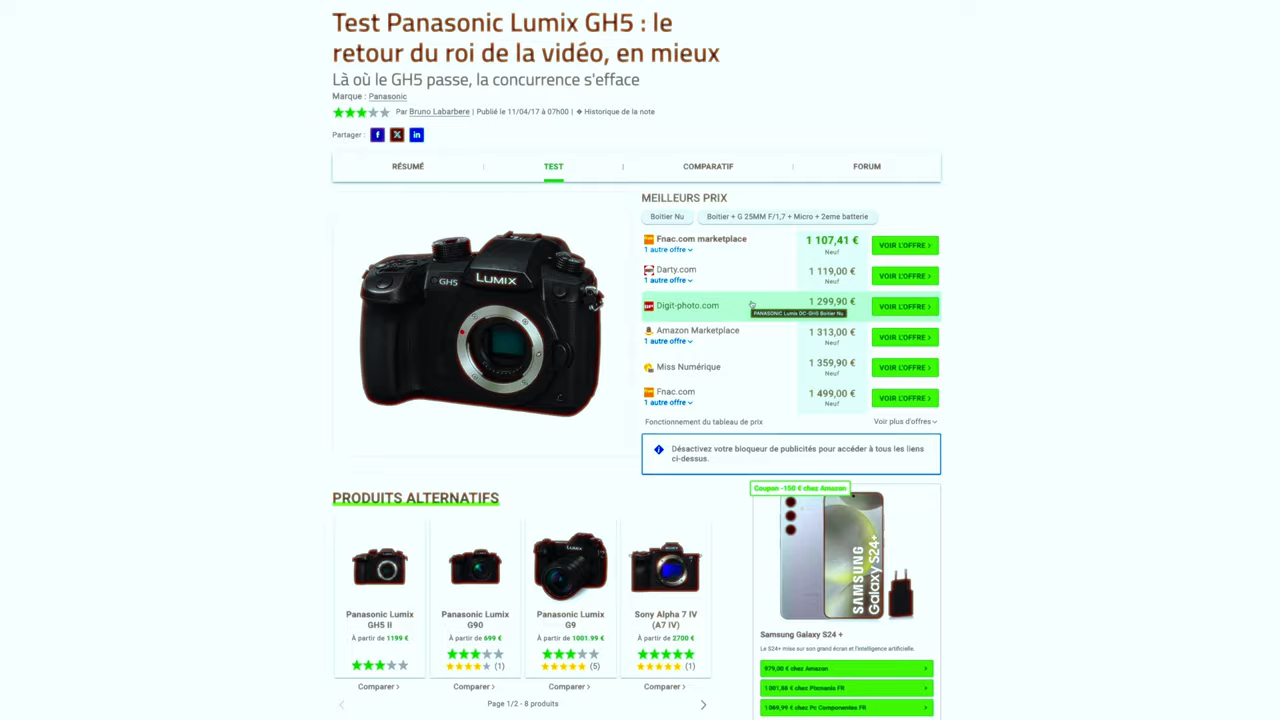 Test Panasonic Lumix GH5 : le
retour du roi de la vidéo, en mieux
Là où le GH5 passe, la concurrence s'efface
Marque : Panasonic
Par Bruno Labarbere | Publié le 11/04/17 à 07h00 | Historique de la note
Partager :
RÉSUMÉ
TEST
COMPARATIF
FORUM
GH5 LUMIX
MEILLEURS PRIX
Boitier Nu
Boitier + G 25MM F/1,7 + Micro + 2eme batterie
Fnac.com marketplace
1 autre offre
1 107,41 €
Neuf
VOIR L'OFFRE
Darty.com
1 autre offre
1 119,00 €
Neuf
VOIR L'OFFRE
Digit-photo.com
1 299,90 €
PANASONIC Lumix DC-GH5 Boitier Nu
VOIR L'OFFRE
Amazon Marketplace
1 autre offre
1 313,00 €
Neuf
VOIR L'OFFRE
Miss Numérique
1 359,90 €
Neuf
VOIR L'OFFRE
Fnac.com
1 autre offre
1 499,00 €
Neuf
VOIR L'OFFRE
Fonctionnement du tableau de prix
Voir plus d'offres
Désactivez votre bloqueur de publicités pour accéder à tous les liens
ci-dessus.
PRODUITS ALTERNATIFS
Panasonic Lumix
GH5 II
À partir de 1199 €
Comparer
Panasonic Lumix
G90
À partir de 699 €
(1)
Comparer
Panasonic Lumix
G9
À partir de 1001.99 €
(5)
Comparer
Sony Alpha 7 IV
(A7 IV)
À partir de 2700 €
(1)
Comparer
Page 1/2 - 8 produits
Coupon -150 € chez Amazon
SAMSUNG
Galaxy S24+
Samsung Galaxy S24 +
Le S24+ mise sur son grand écran et l'intelligence artificielle.
979,00 € chez Amazon
1 001,88 € chez Pixmania FR
1 069,99 € chez Pc Componentes FR